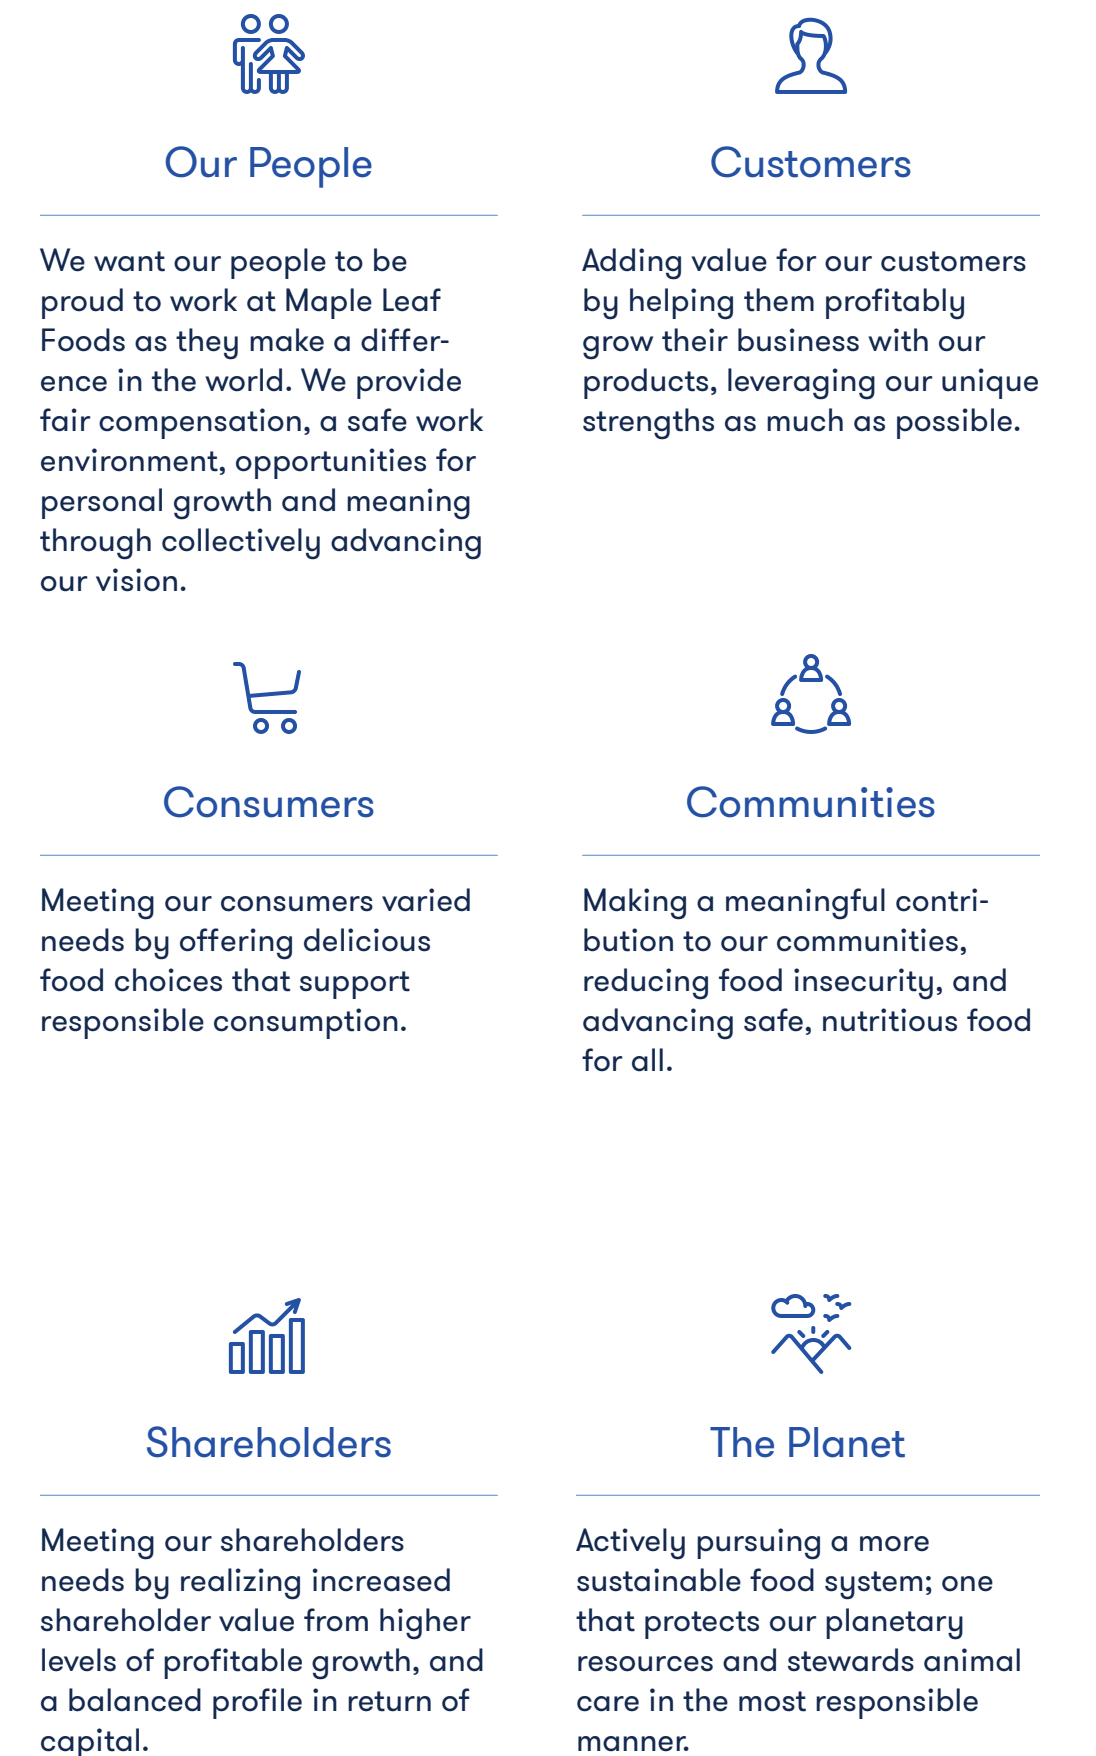 Our People
We want our people to be
proud to work at Maple Leaf
Foods as they make a differ-
ence in the world. We provide
fair compensation, a safe work
environment, opportunities for
personal growth and meaning
through collectively advancing
our vision.
Customers
Adding value for our customers
by helping them profitably
grow their business with our
products, leveraging our unique
strengths as much as possible.
Consumers
Meeting our consumers varied
needs by offering delicious
food choices that support
responsible consumption.
Communities
Making a meaningful contri-
bution to our communities,
reducing food insecurity, and
advancing safe, nutritious food
for all.
Shareholders
Meeting our shareholders
needs by realizing increased
shareholder value from higher
levels of profitable growth, and
a balanced profile in return of
capital.
The Planet
Actively pursuing a more
sustainable food system; one
that protects our planetary
resources and stewards animal
care in the most responsible
manner.